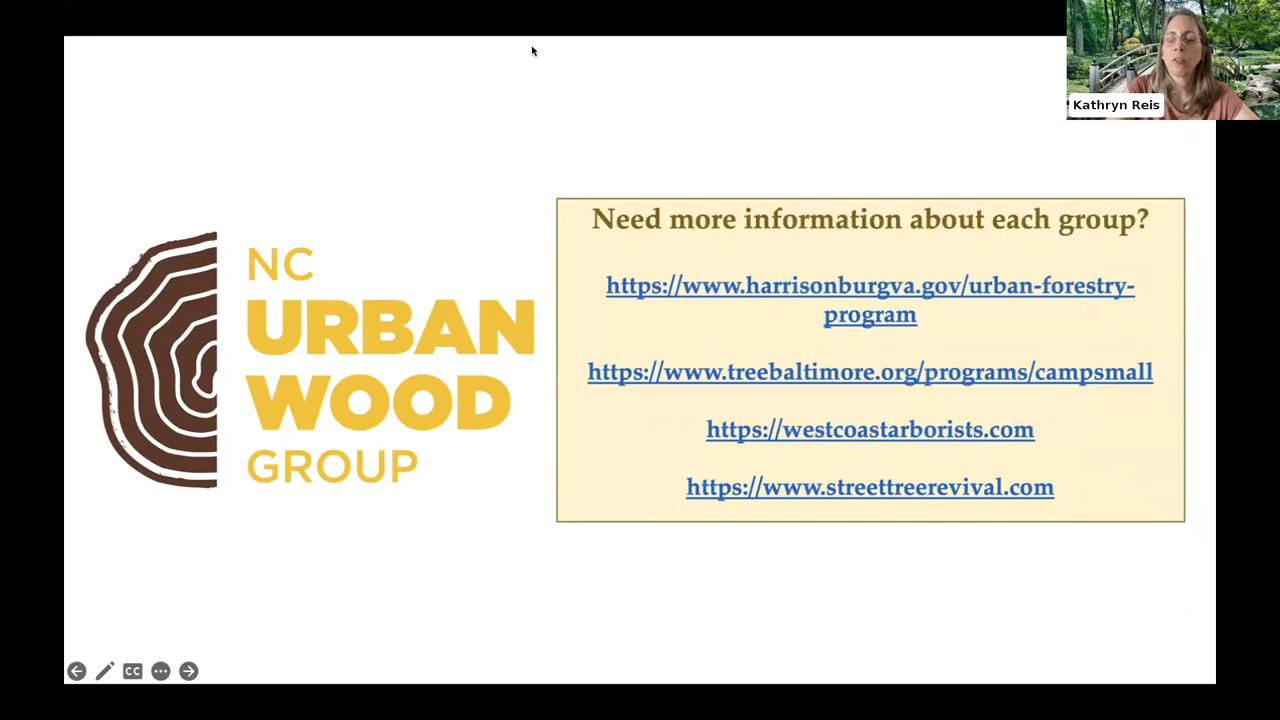 Kathryn Reis
NC
URBAN
WOOD
GROUP
Need more information about each group?
https://www.harrisonburgva.gov/urban-forestry-
program
https://www.treebaltimore.org/programs/campsmall
https://westcoastarborists.com
https://www.streettreerevival.com
CC